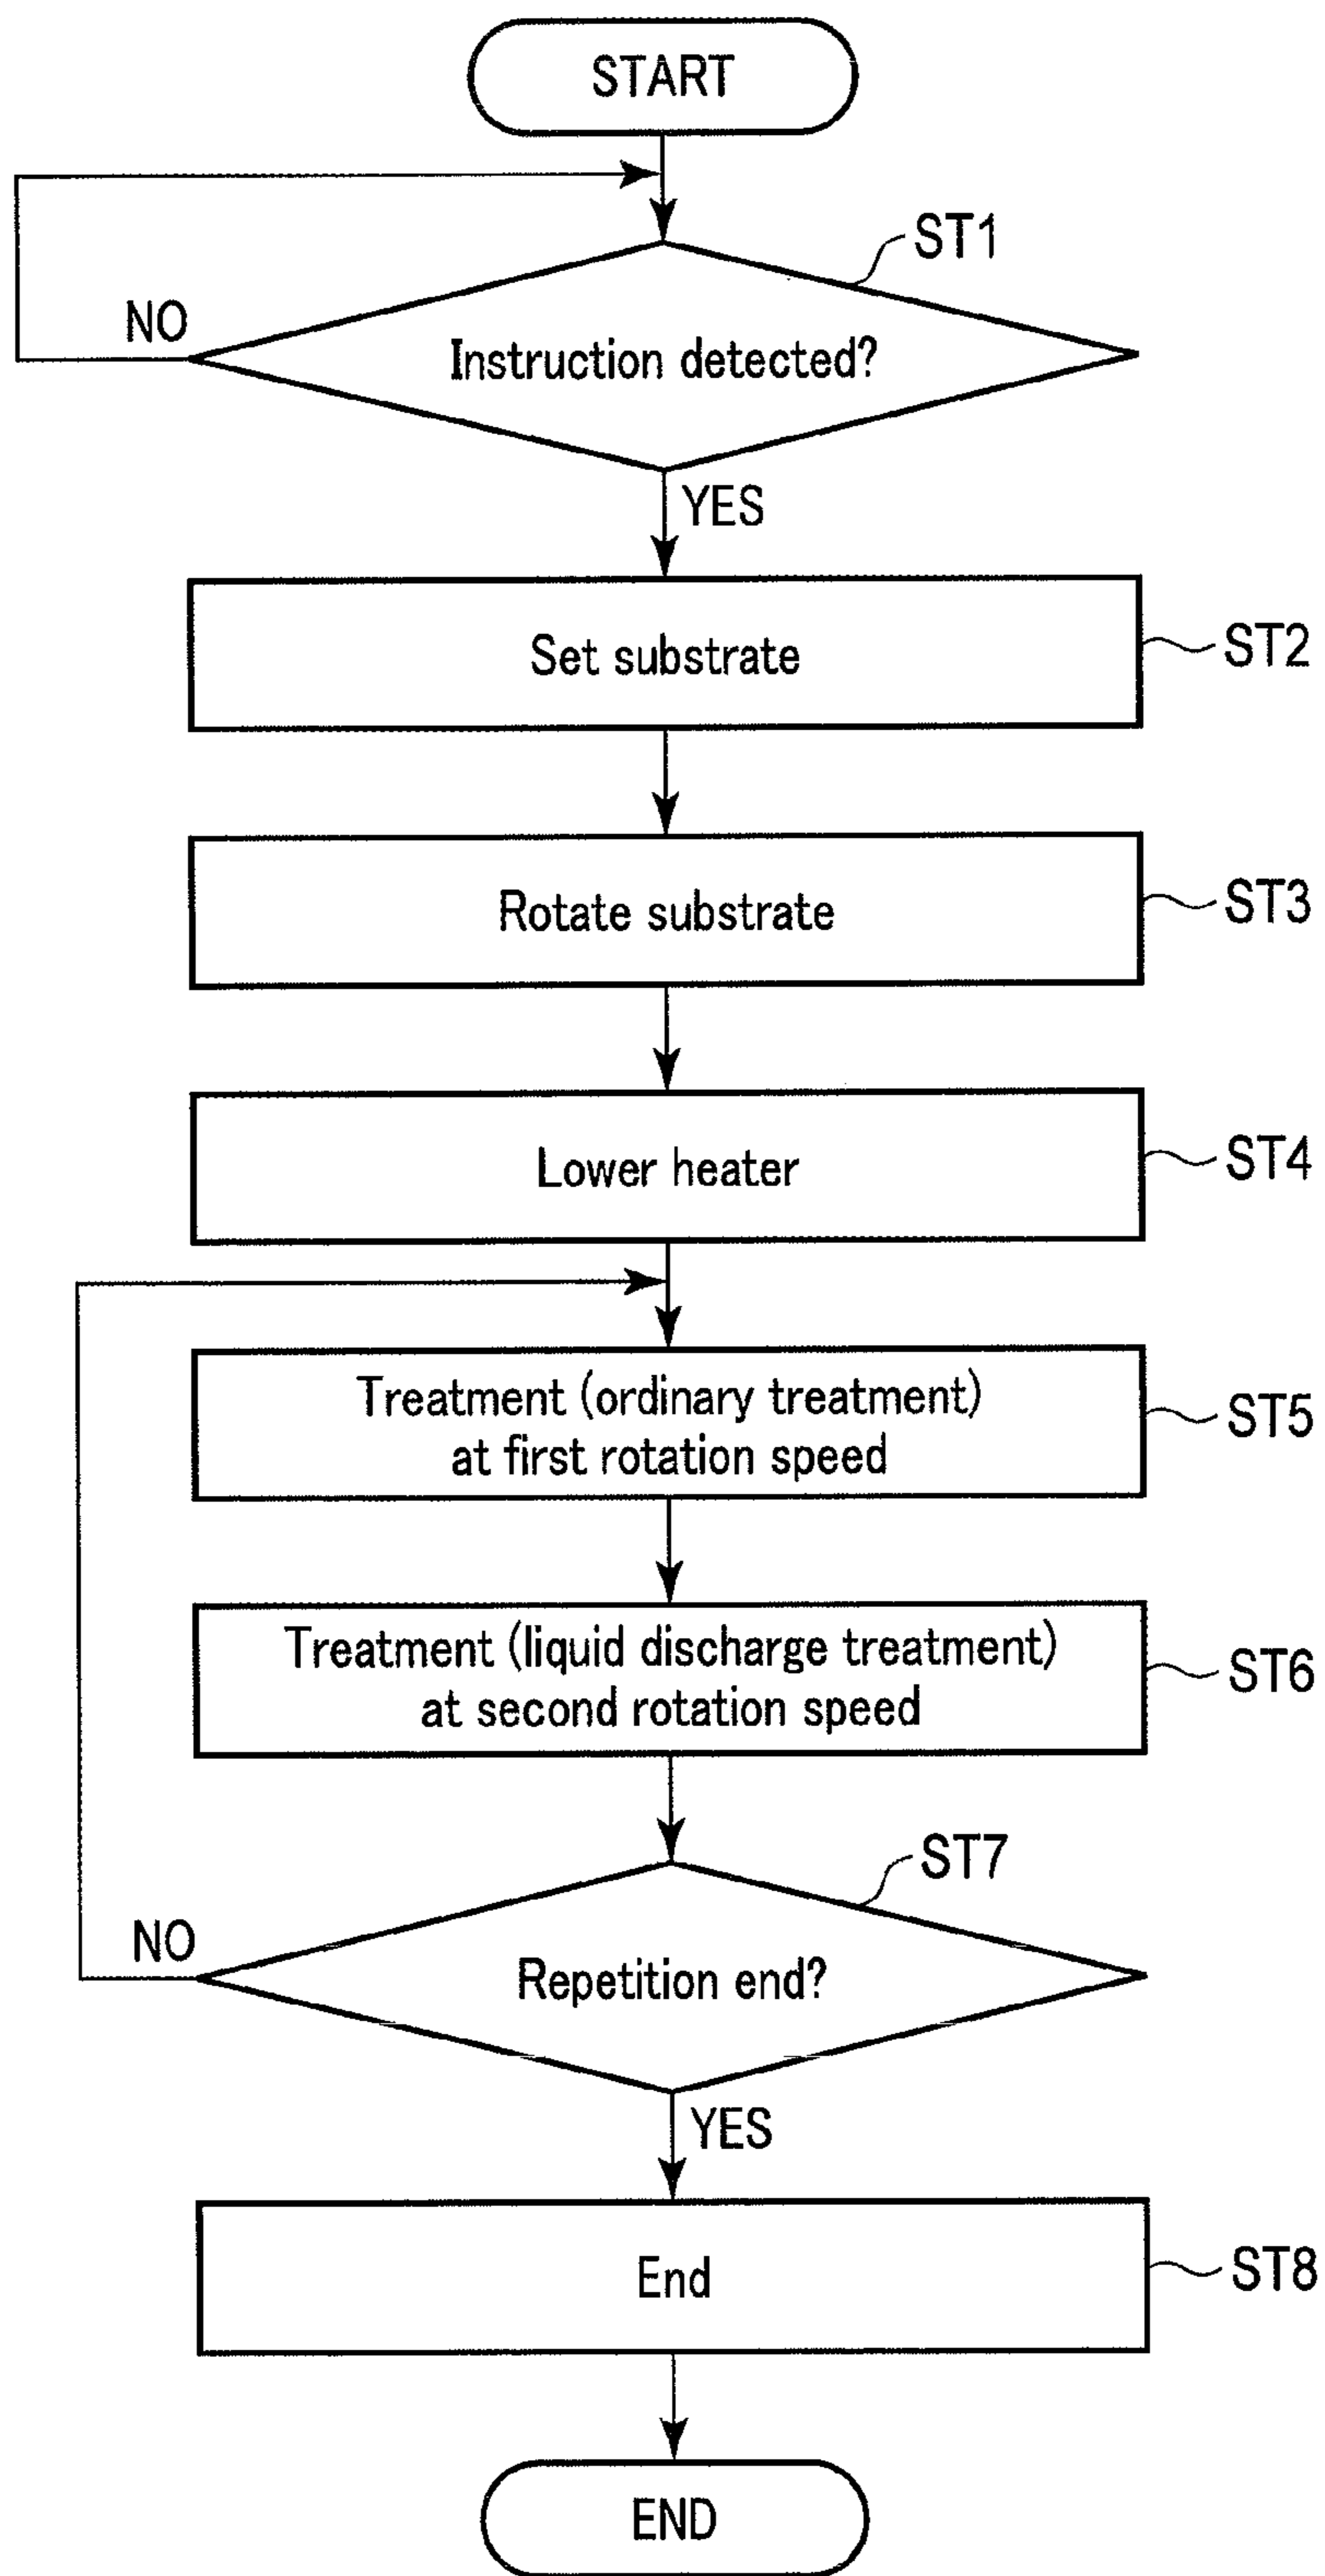 START
ST1
NO
Instruction detected?
YES
Set substrate
ST2
Rotate substrate
ST3
Lower heater
ST4
Treatment (ordinary treatment)
at first rotation speed
ST5
Treatment (liquid discharge treatment)
at second rotation speed
ST6
ST7
NO
Repetition end?
YES
End
ST8
END